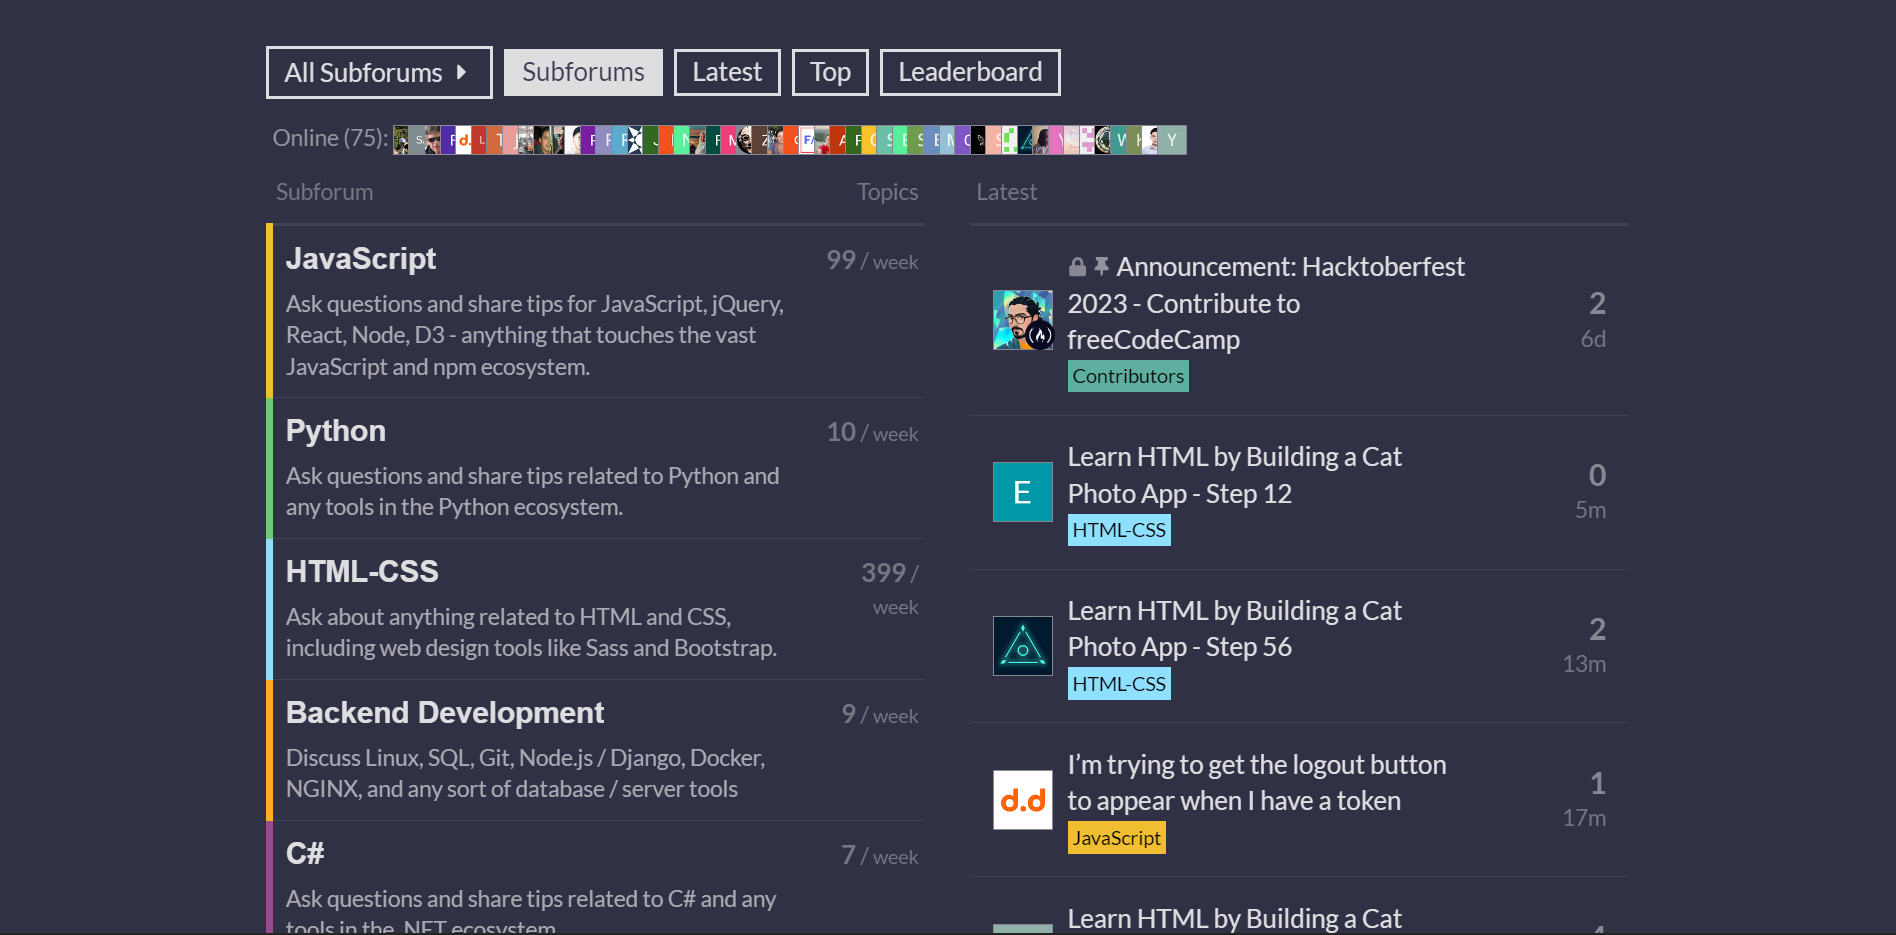 All Subforums
Subforums
Latest
Top
Leaderboard
Online (75):
Subforum Topics
JavaScript 99 / week
Ask questions and share tips for JavaScript, jQuery,
React, Node, D3 - anything that touches the vast
JavaScript and npm ecosystem.
Python 10 / week
Ask questions and share tips related to Python and
any tools in the Python ecosystem.
HTML-CSS 399 /
week
Ask about anything related to HTML and CSS,
including web design tools like Sass and Bootstrap.
Backend Development 9 / week
Discuss Linux, SQL, Git, Node.js / Django, Docker,
NGINX, and any sort of database / server tools
C# 7 / week
Ask questions and share tips related to C# and any
tools in the .NET ecosystem
Latest
Announcement: Hacktoberfest
2023 - Contribute to
freeCodeCamp
Contributors
2
6d
E
Learn HTML by Building a Cat
Photo App - Step 12
HTML-CSS
0
5m
Learn HTML by Building a Cat
Photo App - Step 56
HTML-CSS
2
13m
d.d
I’m trying to get the logout button
to appear when I have a token
JavaScript
1
17m
Learn HTML by Building a Cat